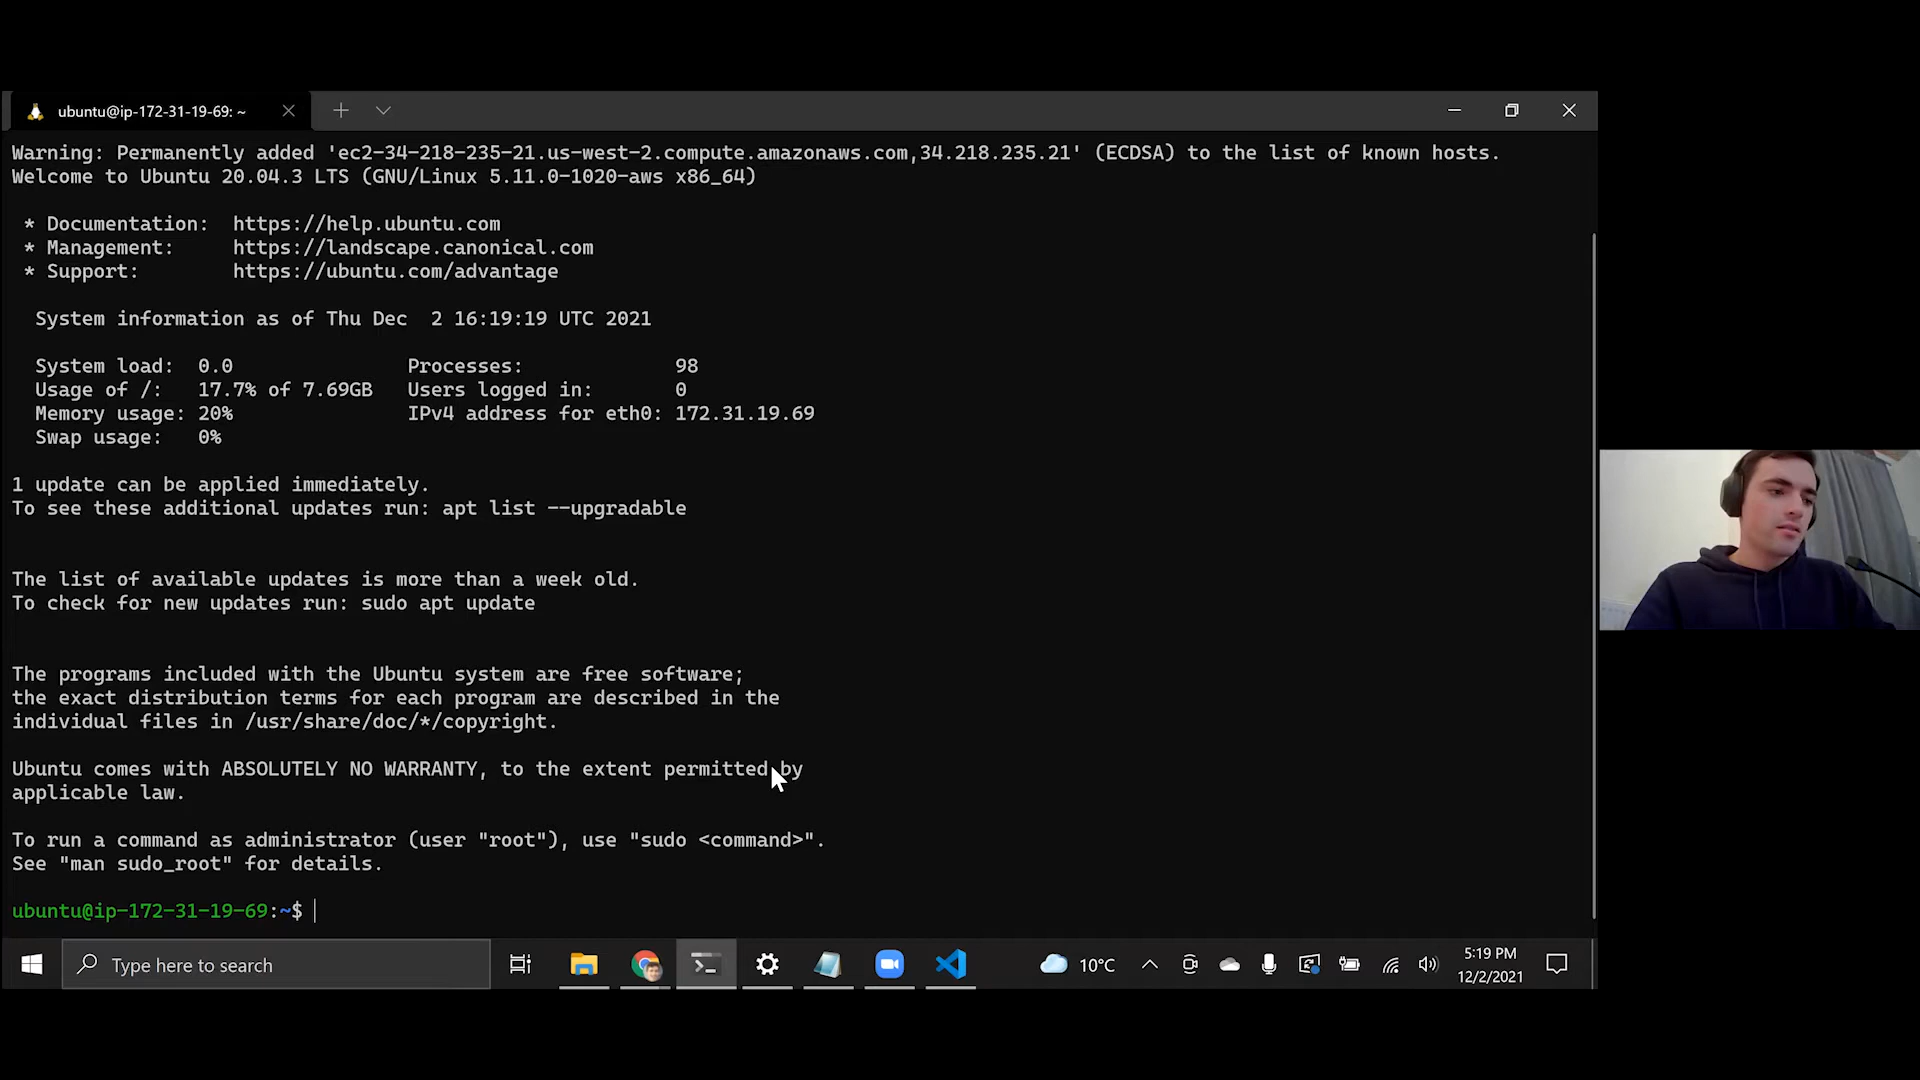 ubuntu@ip-172-31-19-69: ~
Warning: Permanently added 'ec2-34-218-235-21.us-west-2.compute.amazonaws.com,34.218.235.21' (ECDSA) to the list of known hosts.
Welcome to Ubuntu 20.04.3 LTS (GNU/Linux 5.11.0-1020-aws x86_64)
* Documentation: https://help.ubuntu.com
* Management: https://landscape.canonical.com
* Support: https://ubuntu.com/advantage
System information as of Thu Dec 2 16:19:19 UTC 2021
System load: 0.0 Processes: 98
Usage of /: 17.7% of 7.69GB Users logged in: 0
Memory usage: 20% IPv4 address for eth0: 172.31.19.69
Swap usage: 0%
1 update can be applied immediately.
To see these additional updates run: apt list --upgradable
The list of available updates is more than a week old.
To check for new updates run: sudo apt update
The programs included with the Ubuntu system are free software;
the exact distribution terms for each program are described in the
individual files in /usr/share/doc/*/copyright.
Ubuntu comes with ABSOLUTELY NO WARRANTY, to the extent permitted by
applicable law.
To run a command as administrator (user "root"), use "sudo <command>".
See "man sudo_root" for details.
ubuntu@ip-172-31-19-69:~$
Type here to search
10°C
5:19 PM
12/2/2021